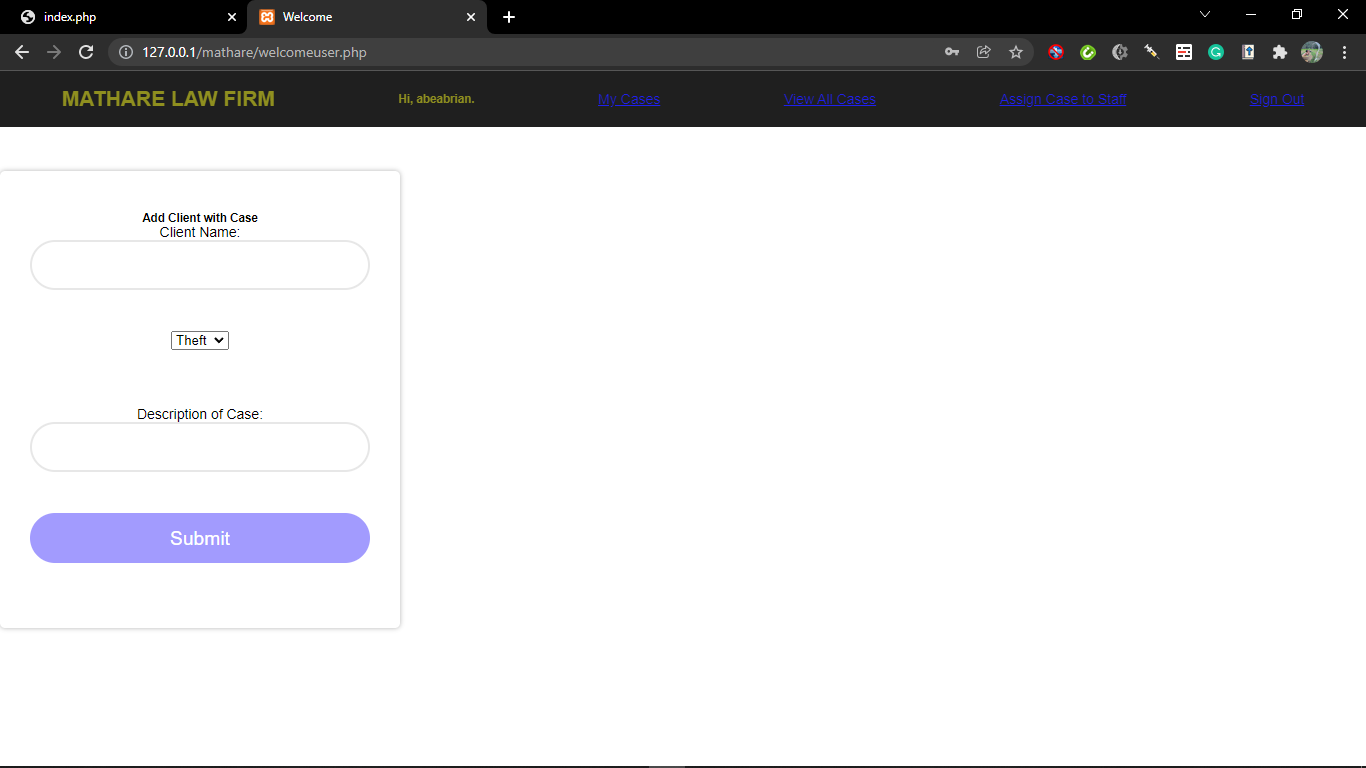 index.php
Welcome
127.0.0.1/mathare/welcomeuser.php
MATHARE LAW FIRM
Hi, abeabrian.
My Cases
View All Cases
Assign Case to Staff
Sign Out
Add Client with Case
Client Name:
Theft
Description of Case:
Submit